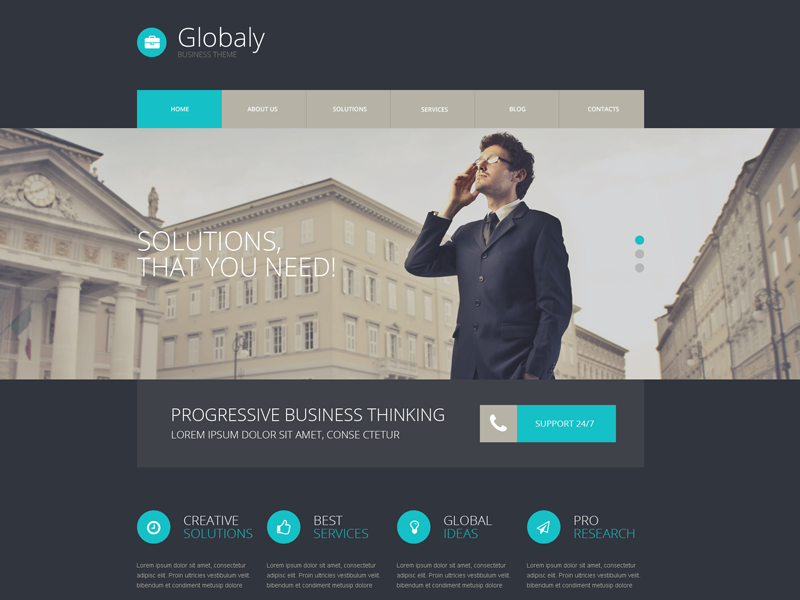 Globaly
BUSINESS THEME
HOME
ABOUT US
SOLUTIONS
SERVICES
BLOG
CONTACTS
SOLUTIONS,
THAT YOU NEED!
PROGRESSIVE BUSINESS THINKING
LOREM IPSUM DOLOR SIT AMET, CONSE CTETUR
SUPPORT 24/7
CREATIVE
SOLUTIONS
Lorem ipsum dolor sit amet, consectetur
adipisc elit. Proin ultricies vestibulum velit
bibendum et condiment metusip dolore
BEST
SERVICES
Lorem ipsum dolor sit amet, consectetur
adipisc elit. Proin ultricies vestibulum velit.
bibendum et condiment metusip dolore
GLOBAL
IDEAS
Lorem ipsum dolor sit amet, consectetur
adipisc elit. Proin ultricies vestibulum velit.
bibendum et condiment metusip dolore
PRO
RESEARCH
Lorem ipsum dolor sit amet, consectetur
adipisc elit. Proin ultricies vestibulum velit.
bibendum et condiment metusip dolore